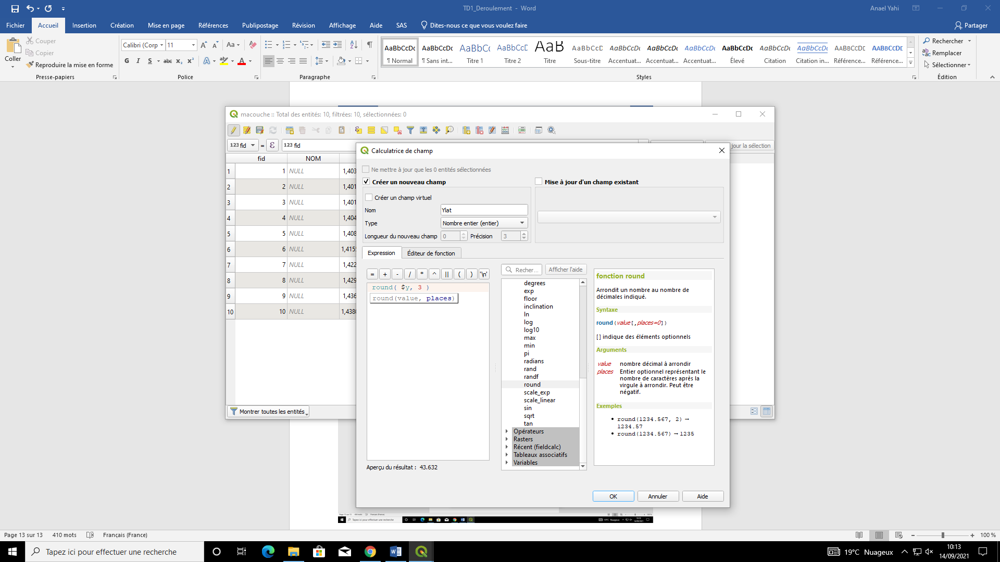 TD1_Deroulement - Word
Anael Yahi
Fichier Accueil Insertion Création Mise en page Références Publipostage Révision Affichage Aide SAS Dites-nous ce que vous voulez faire Partager
Coller
Couper
Copier
Reproduire la mise en forme
Presse-papiers
Calibri (Corp 11
G I S abc x₂ x²
Police
Paragraphe
AaBbCcDc AaBbCcDc AaBbCc AaBbCcD AaB AaBbCcD AaBbCcDc AaBbCcDc AaBbCcDc AaBbCcDc AaBbCcDc AaBbCcDc AABBCCDD AABBCCDD
¶ Normal ¶ Sans int... Titre 1 Titre 2 Titre Sous-titre Accentuat... Accentuat... Accentuat... Élevé Citation Citation in... Référence... Référence...
Styles
Rechercher
Remplacer
Sélectionner
Édition
macouche :: Total des entités: 10, filtrées: 10, sélectionnées: 0
123 fid = ε 123 fid
jour la sélection
fid NOM
1 1 NULL 1,403
2 2 NULL 1,401
3 3 NULL 1,401
4 4 NULL 1,404
5 5 NULL 1,408
6 6 NULL 1,415
7 7 NULL 1,422
8 8 NULL 1,429
9 9 NULL 1,436
10 10 NULL 1,438
Montrer toutes les entités
Calculatrice de champ
Ne mettre à jour que les 0 entités sélectionnées
Créer un nouveau champ
Mise à jour d'un champ existant
Créer un champ virtuel
Nom Ylat
Type Nombre entier (entier)
Longueur du nouveau champ 0 Précision 3
Expression Éditeur de fonction
= + - / * ^ || ( ) '\n'
round( $y, 3 )
round(value, places)
Aperçu du résultat : 43.632
Recher... Afficher l'aide
degrees
exp
floor
inclination
ln
log
log10
max
min
pi
radians
rand
randf
round
scale_exp
scale_linear
sin
sqrt
tan
Opérateurs
Rasters
Récent (fieldcalc)
Tableaux associatifs
Variables
fonction round
Arrondit un nombre au nombre de
décimales indiqué.
Syntaxe
round(value[,places=0])
[ ] indique des éléments optionnels
Arguments
value nombre décimal à arrondir
places Entier optionnel représentant le
nombre de caractères après la
virgule à arrondir. Peut être
négatif.
Exemples
• round(1234.567, 2) → 
1234.57
• round(1234.567) → 1235
OK Annuler Aide
Page 13 sur 13 410 mots Français (France) 100 %
Tapez ici pour effectuer une recherche
19°C Nuageux
10:13
14/09/2021